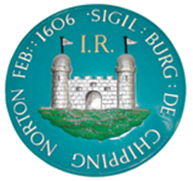 SIGIL : BURG : DE : CHIPPING NORTON FEB :: 1606 ·
I.R.